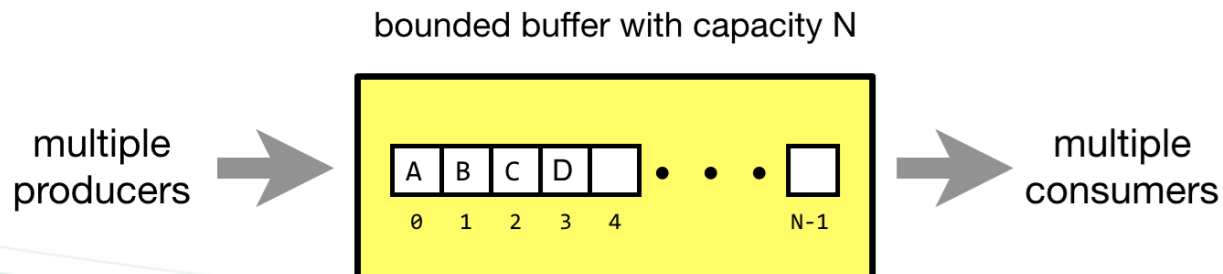 bounded buffer with capacity N
multiple
producers
A B C D
0 1 2 3 4 N-1
multiple
consumers